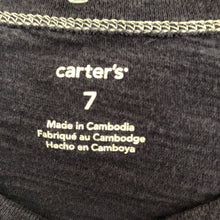 carter's®
7
Made in Cambodia
Fabriqué au Cambodge
Hecho en Camboya